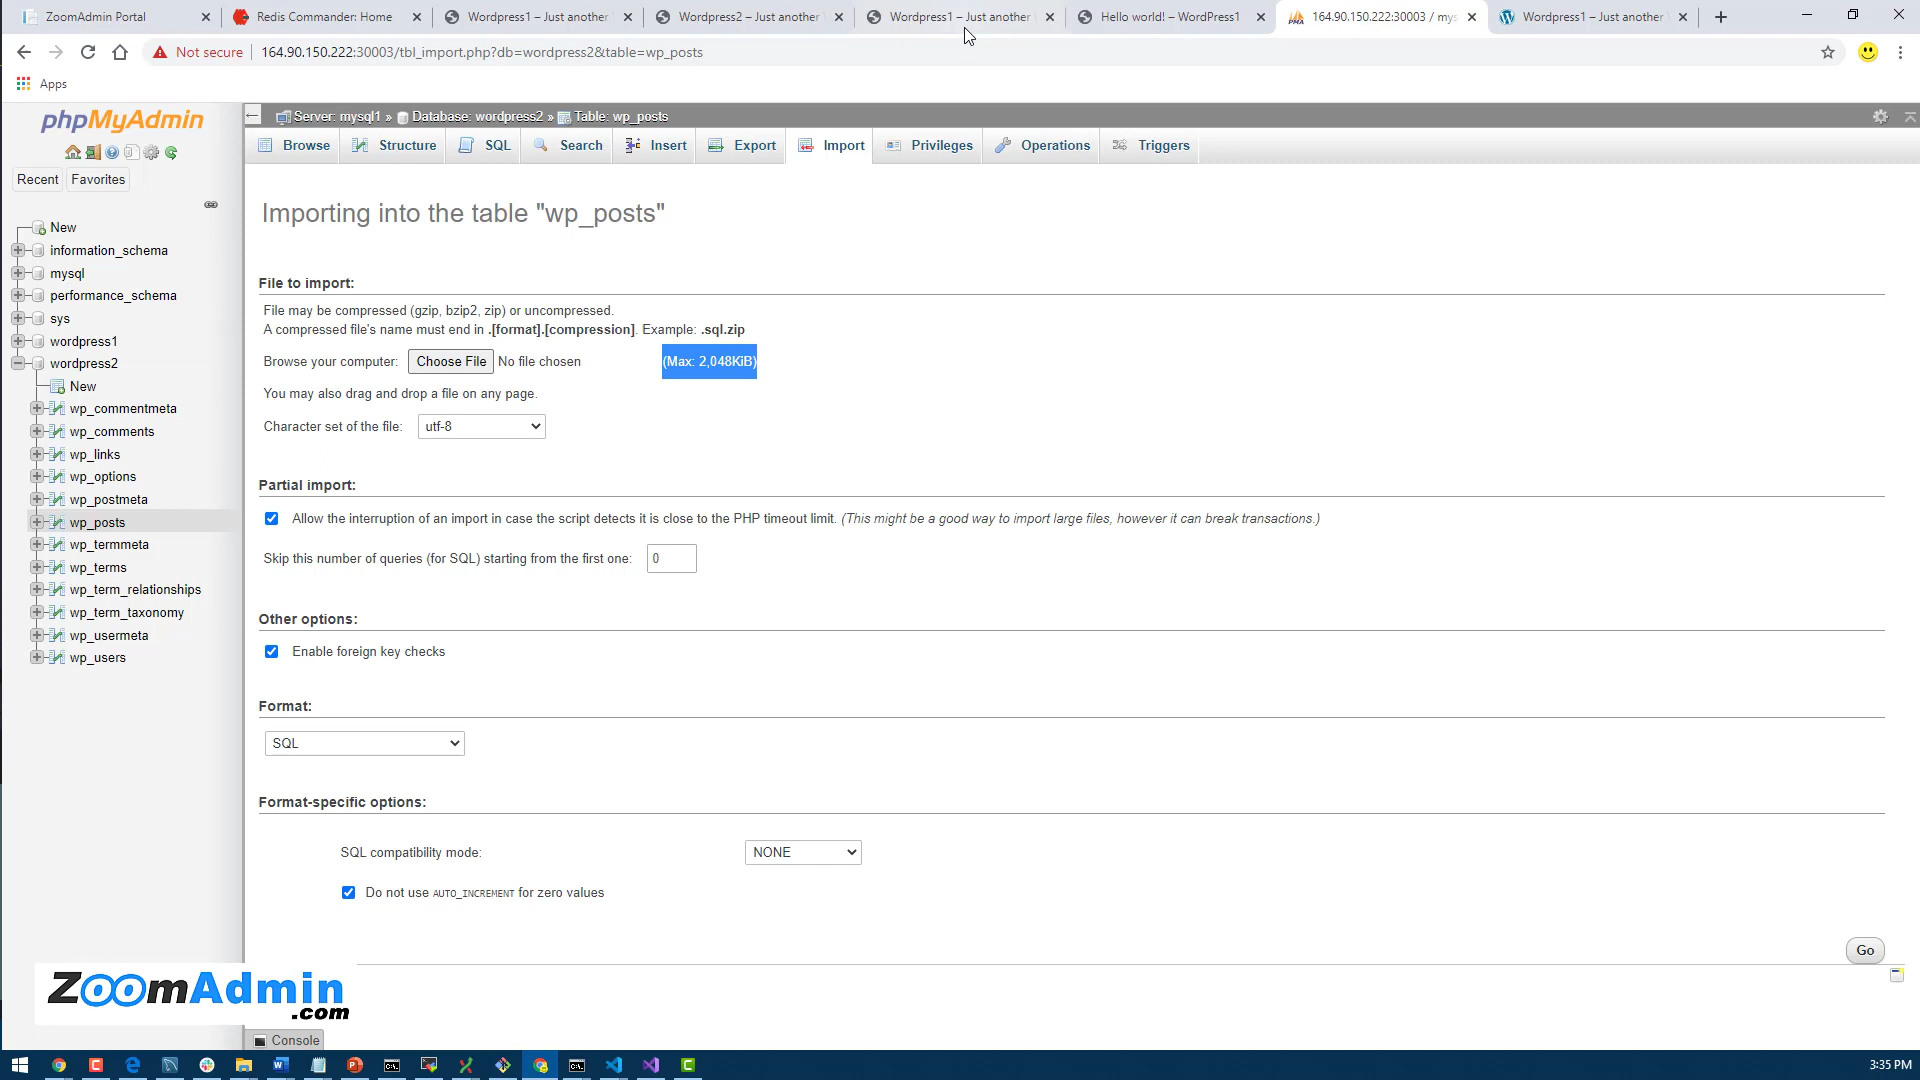 ZoomAdmin Portal
Redis Commander: Home
Wordpress1 – Just another
Wordpress2 – Just another
Wordpress1 – Just another
Hello world! – WordPress1
164.90.150.222:30003 / mys
Wordpress1 – Just another
Not secure
164.90.150.222:30003/tbl_import.php?db=wordpress2&table=wp_posts
Apps
phpMyAdmin
Recent
Favorites
New
information_schema
mysql
performance_schema
sys
wordpress1
wordpress2
New
wp_commentmeta
wp_comments
wp_links
wp_options
wp_postmeta
wp_posts
wp_termmeta
wp_terms
wp_term_relationships
wp_term_taxonomy
wp_usermeta
wp_users
Server: mysql1 » Database: wordpress2 » Table: wp_posts
Browse
Structure
SQL
Search
Insert
Export
Import
Privileges
Operations
Triggers
Importing into the table "wp_posts"
File to import:
File may be compressed (gzip, bzip2, zip) or uncompressed.
A compressed file's name must end in .[format].[compression]. Example: .sql.zip
Browse your computer: Choose File No file chosen (Max: 2,048KiB)
You may also drag and drop a file on any page.
Character set of the file: utf-8
Partial import:
Allow the interruption of an import in case the script detects it is close to the PHP timeout limit. (This might be a good way to import large files, however it can break transactions.)
Skip this number of queries (for SQL) starting from the first one: 0
Other options:
Enable foreign key checks
Format:
SQL
Format-specific options:
SQL compatibility mode: NONE
Do not use AUTO_INCREMENT for zero values
Go
ZoomAdmin
.com
Console
3:35 PM